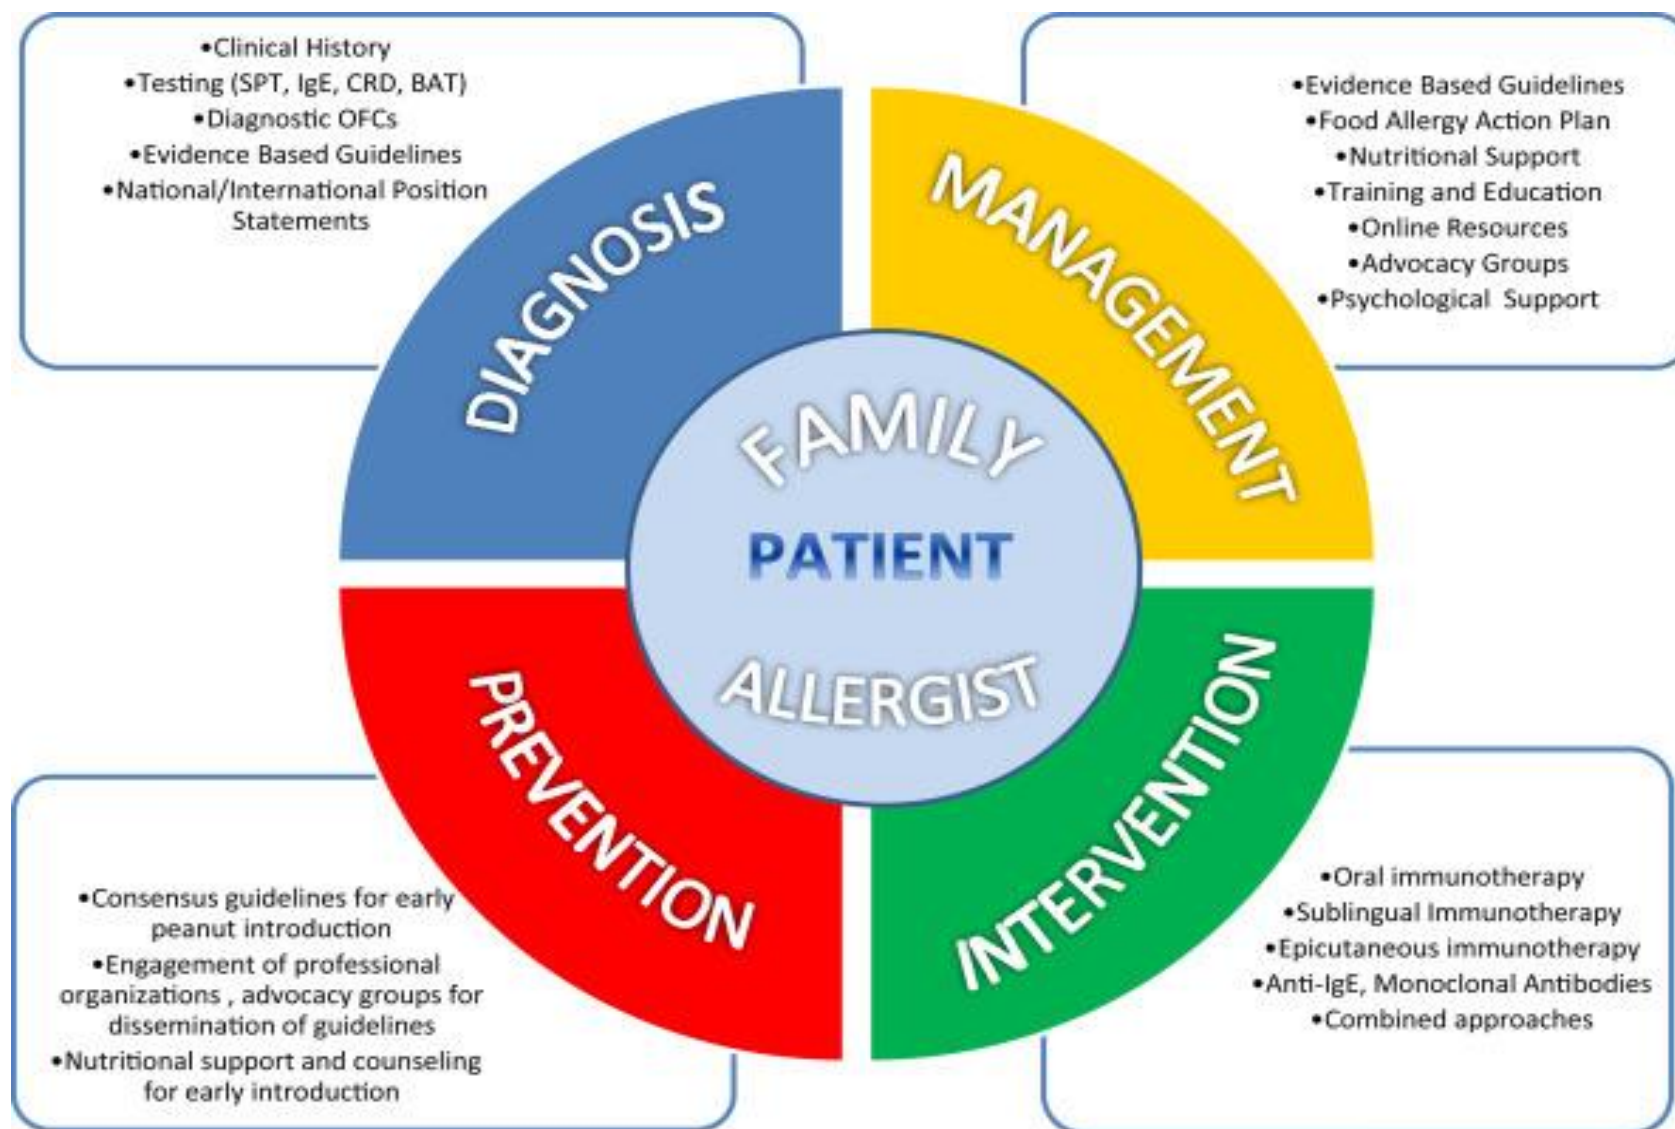 •Clinical History
•Testing (SPT, IgE, CRD, BAT)
•Diagnostic OFCs
•Evidence Based Guidelines
•National/International Position
Statements
DIAGNOSIS
•Evidence Based Guidelines
•Food Allergy Action Plan
•Nutritional Support
•Training and Education
•Online Resources
•Advocacy Groups
•Psychological Support
MANAGEMENT
FAMILY
PATIENT
ALLERGIST
PREVENTION
•Consensus guidelines for early
peanut introduction
•Engagement of professional
organizations , advocacy groups for
dissemination of guidelines
•Nutritional support and counseling
for early introduction
INTERVENTION
•Oral immunotherapy
•Sublingual Immunotherapy
•Epicutaneous immunotherapy
•Anti-IgE, Monoclonal Antibodies
•Combined approaches